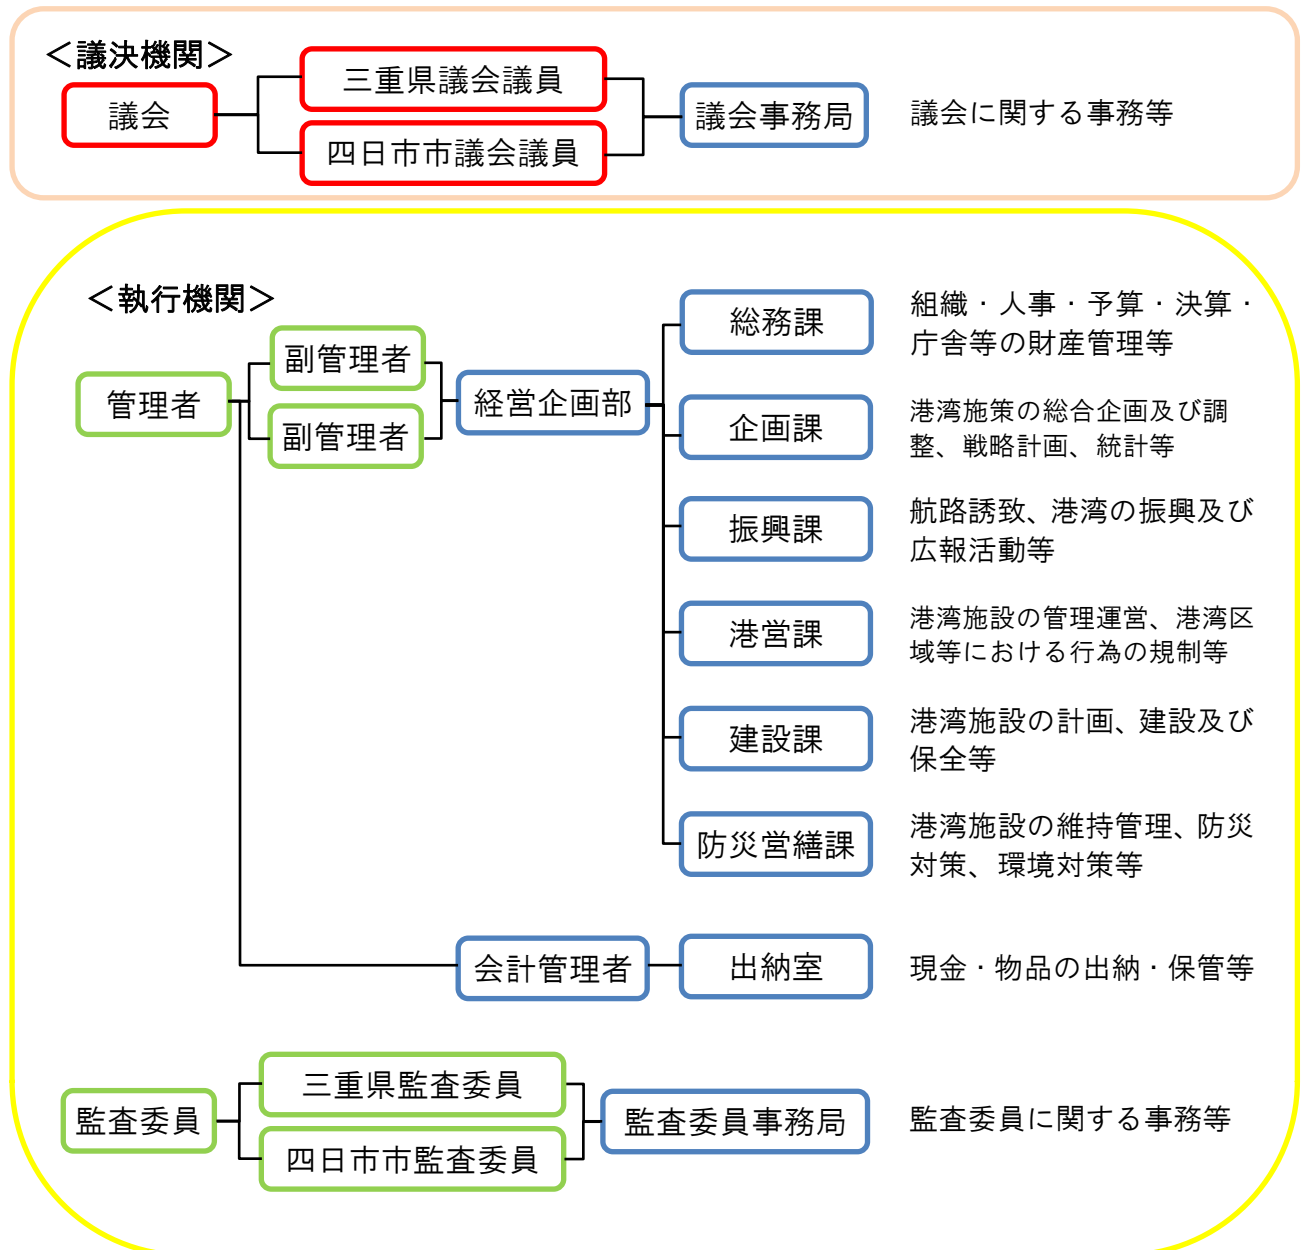 ＜議決機関＞
議会
三重県議会議員
四日市市議会議員
議会事務局
議会に関する事務等
＜執行機関＞
管理者
副管理者
副管理者
経営企画部
総務課
組織・人事・予算・決算・
庁舎等の財産管理等
企画課
港湾施策の総合企画及び調
整、戦略計画、統計等
振興課
航路誘致、港湾の振興及び
広報活動等
港営課
港湾施設の管理運営、港湾区
域等における行為の規制等
建設課
港湾施設の計画、建設及び
保全等
防災営繕課
港湾施設の維持管理、防災
対策、環境対策等
会計管理者
出納室
現金・物品の出納・保管等
監査委員
三重県監査委員
四日市市監査委員
監査委員事務局
監査委員に関する事務等